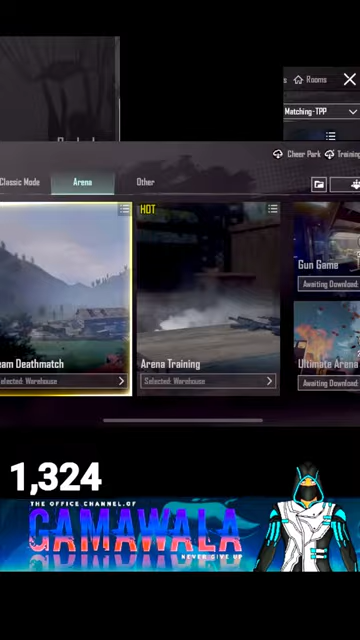 Rooms
Matching-TPP
Cheer Park
Training
Classic Mode
Arena
Other
HOT
Gun Game
Awaiting Download:
eam Deathmatch
Selected: Warehouse
Arena Training
Selected: Warehouse
Ultimate Arena
Awaiting Download:
1,324
THE OFFICE CHANNEL.OF
GAMAWALA
NEVER GIVE UP